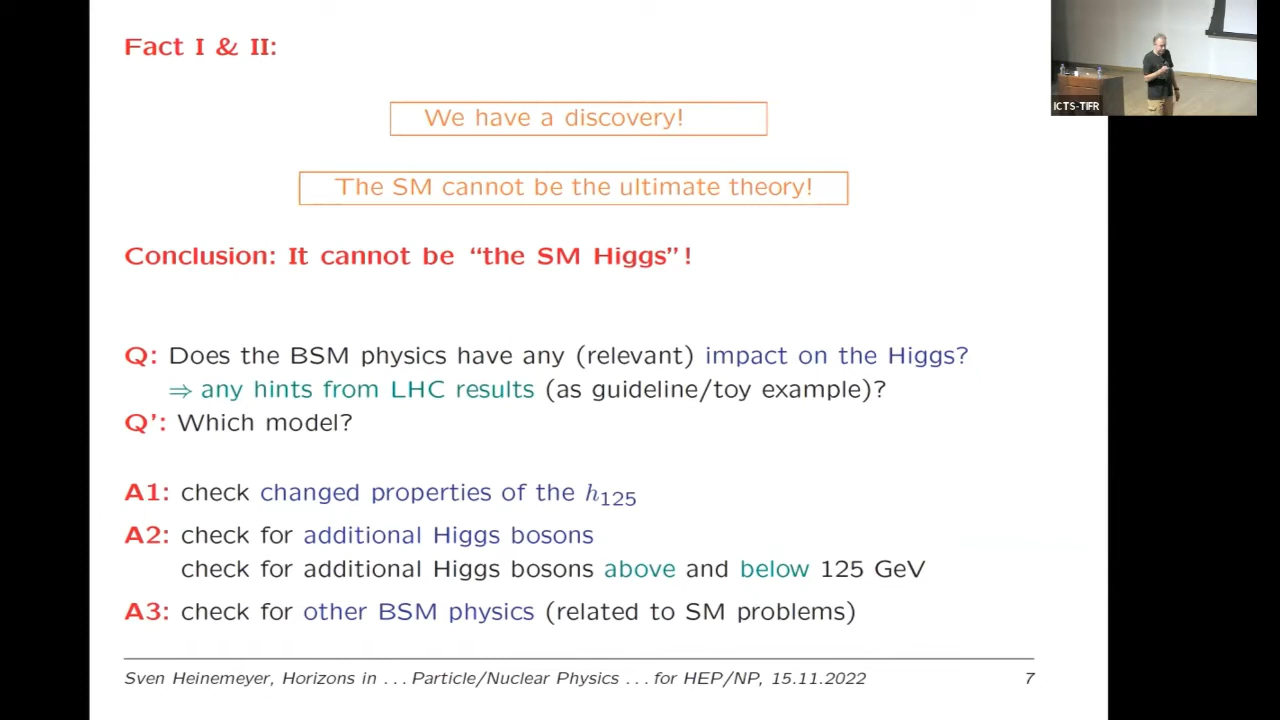 Fact I & II:
We have a discovery!
The SM cannot be the ultimate theory!
Conclusion: It cannot be “the SM Higgs”!
Q: Does the BSM physics have any (relevant) impact on the Higgs?
⇒ any hints from LHC results (as guideline/toy example)?
Q’: Which model?
A1: check changed properties of the h125
A2: check for additional Higgs bosons
check for additional Higgs bosons above and below 125 GeV
A3: check for other BSM physics (related to SM problems)
Sven Heinemeyer, Horizons in . . . Particle/Nuclear Physics . . . for HEP/NP, 15.11.2022 7
ICTS-TIFR